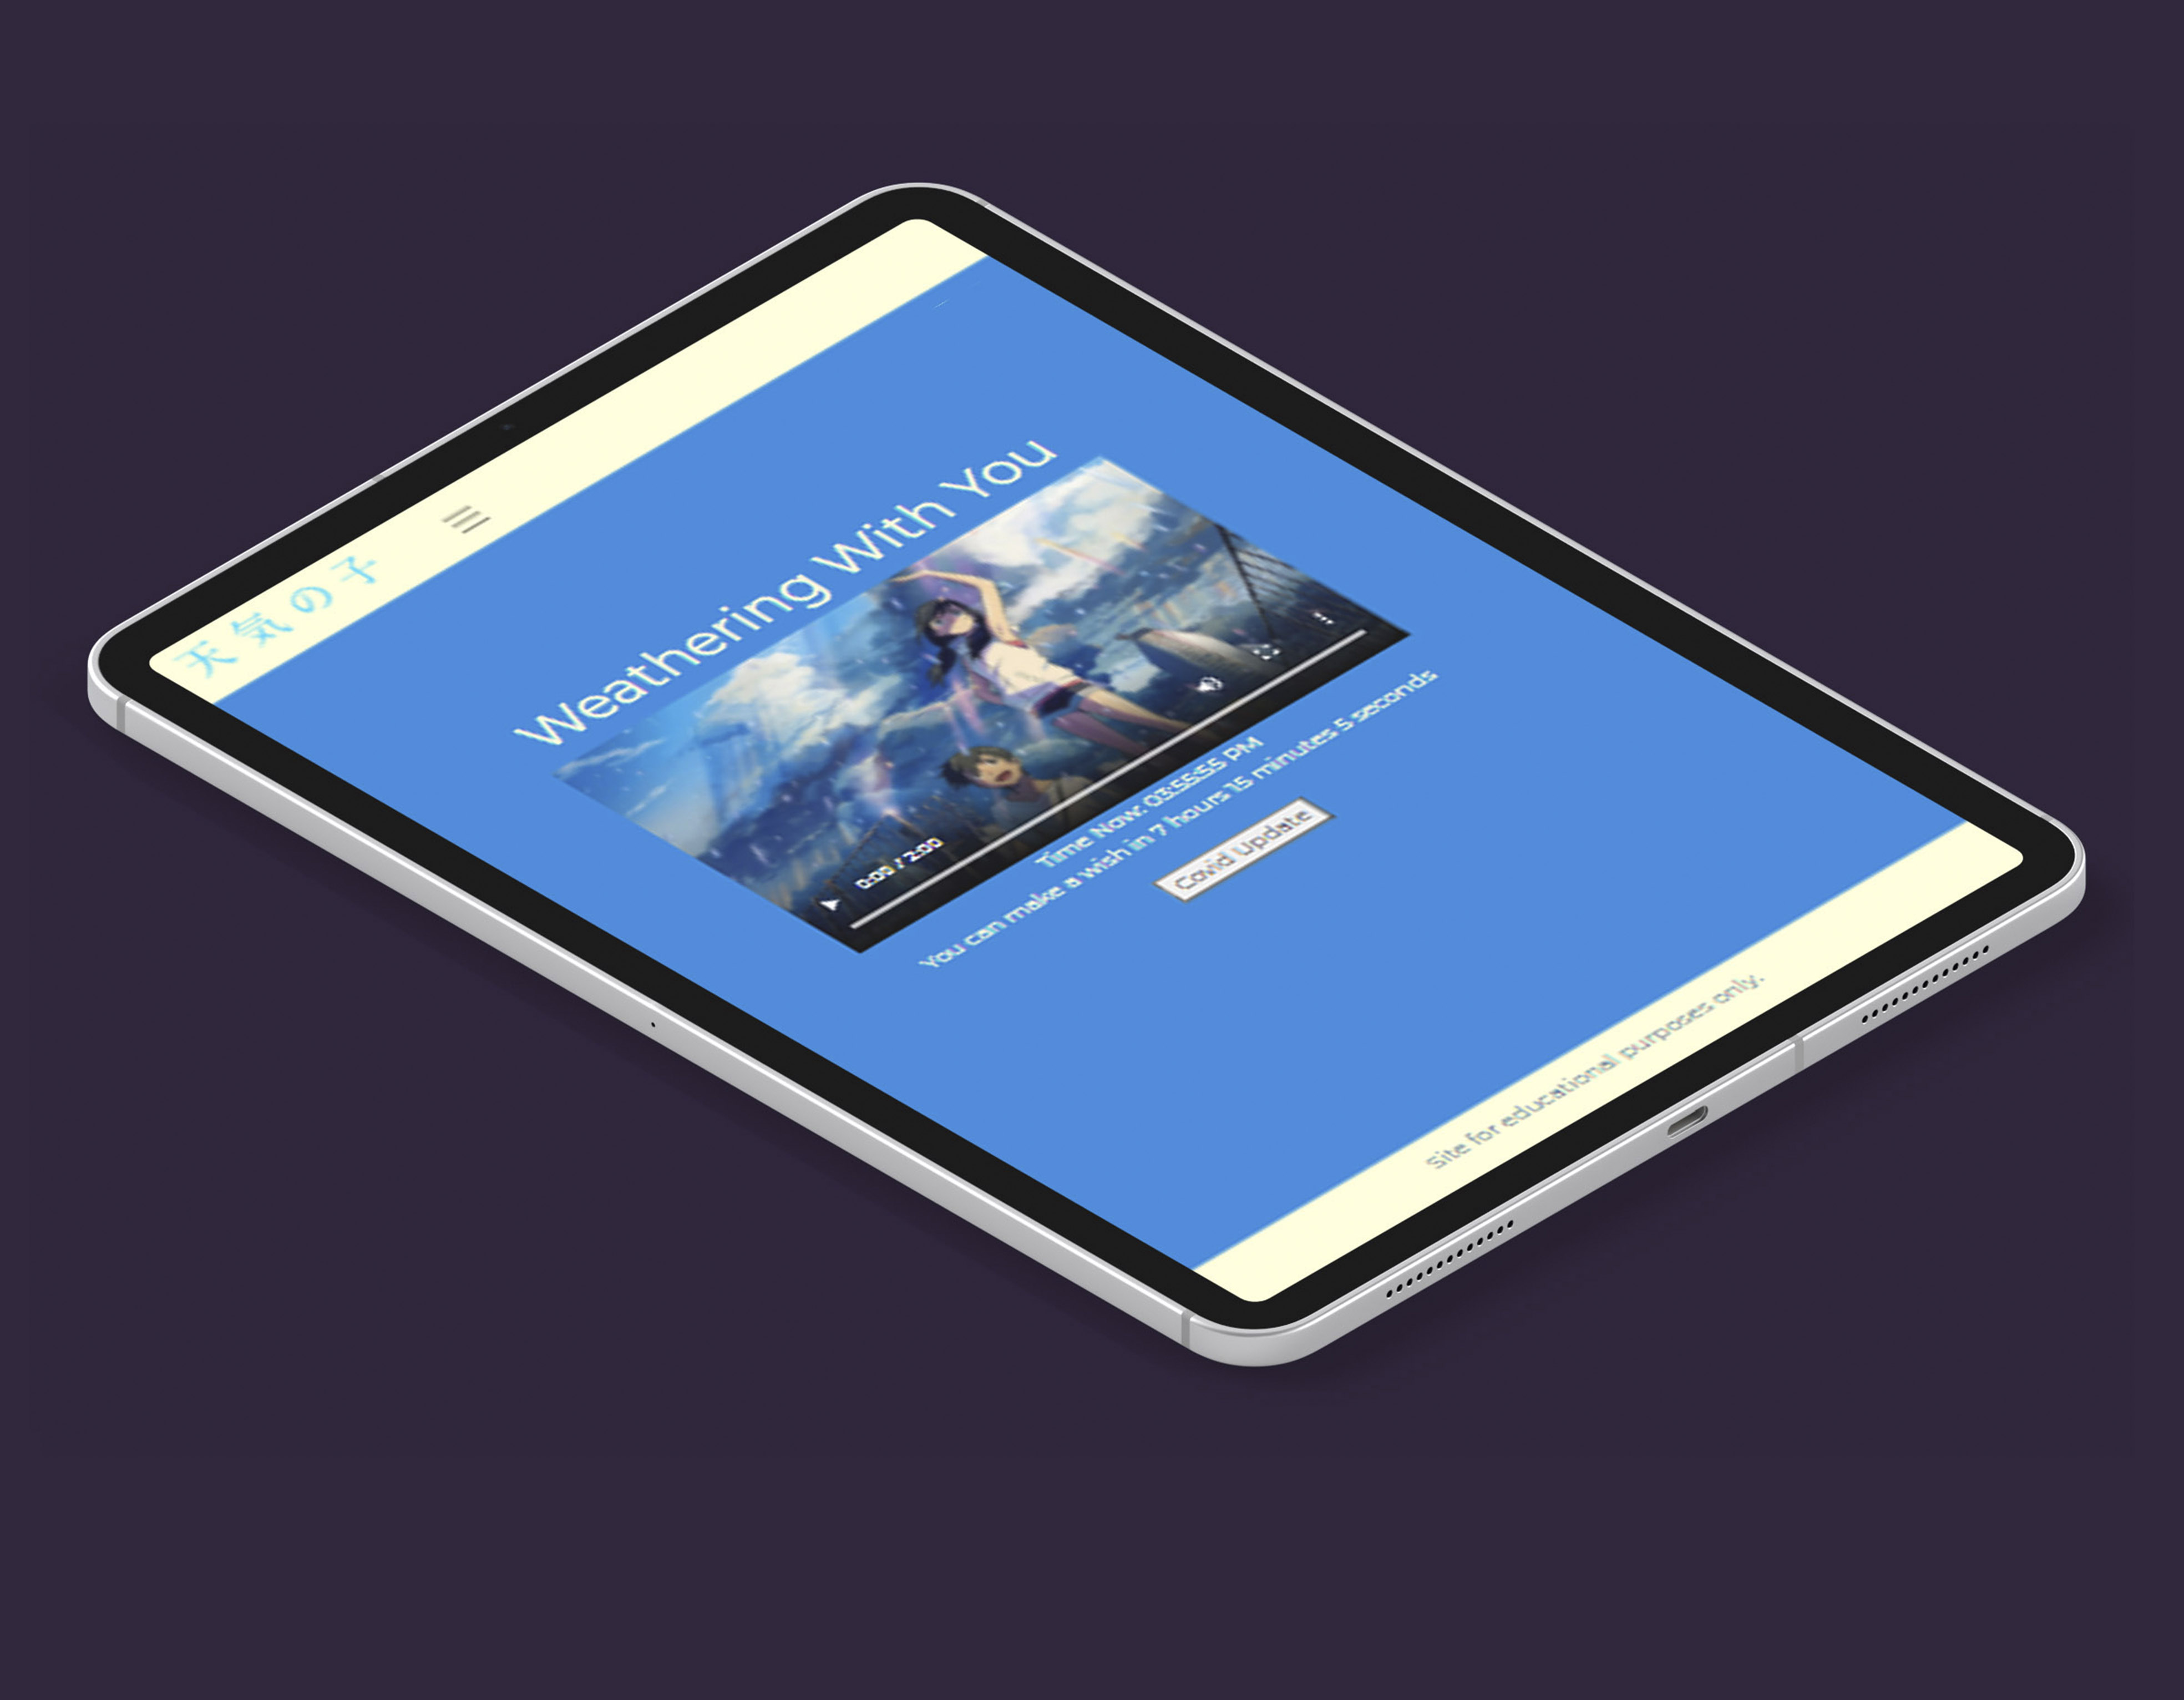 天気の子
Weathering With You
0:00 / 2:00
Time Now: 03:55:55 PM
You can make a wish in 7 hours 15 minutes 5 seconds
Covid Update
Site for educational purposes only.